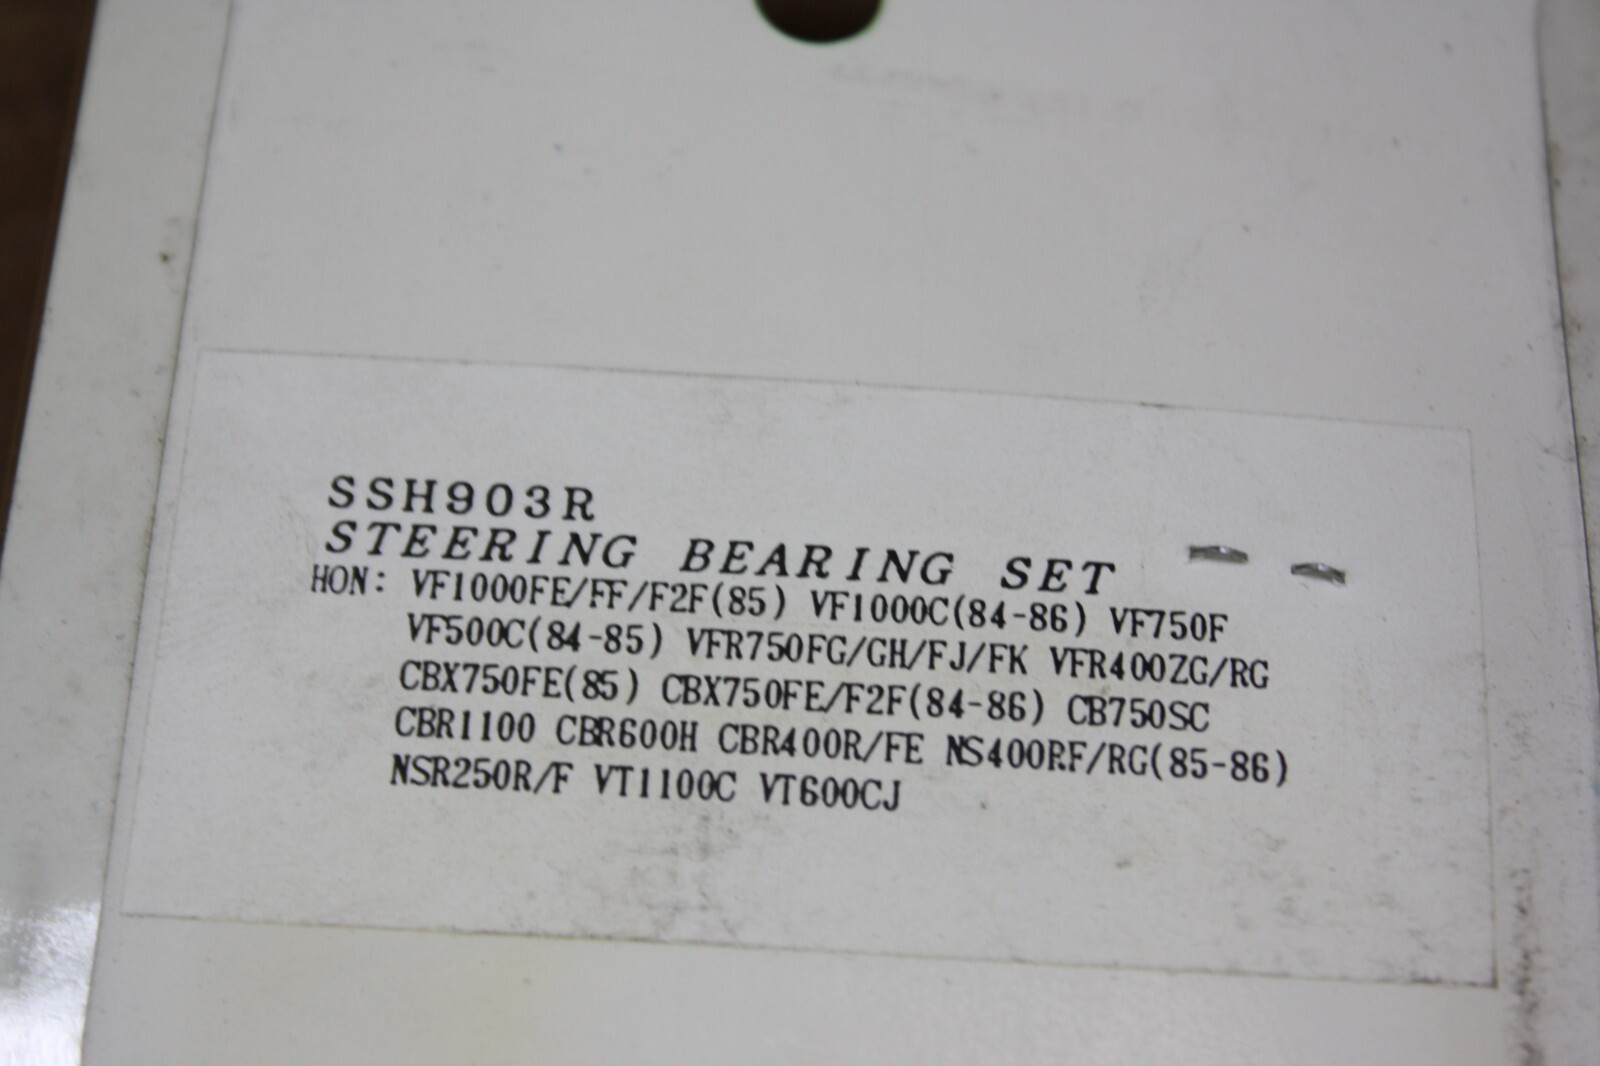 SSH903R
STEERING BEARING SET
HON: VF1000FE/FF/F2F(85) VF1000C(84-86) VF750F
VF500C(84-85) VFR750FG/GH/FJ/FK VFR400ZG/RG
CBX750FE(85) CBX750FE/F2F(84-86) CB750SC
CBR1100 CBR600H CBR400R/FE NS400RF/RG(85-86)
NSR250R/F VT1100C VT600CJ